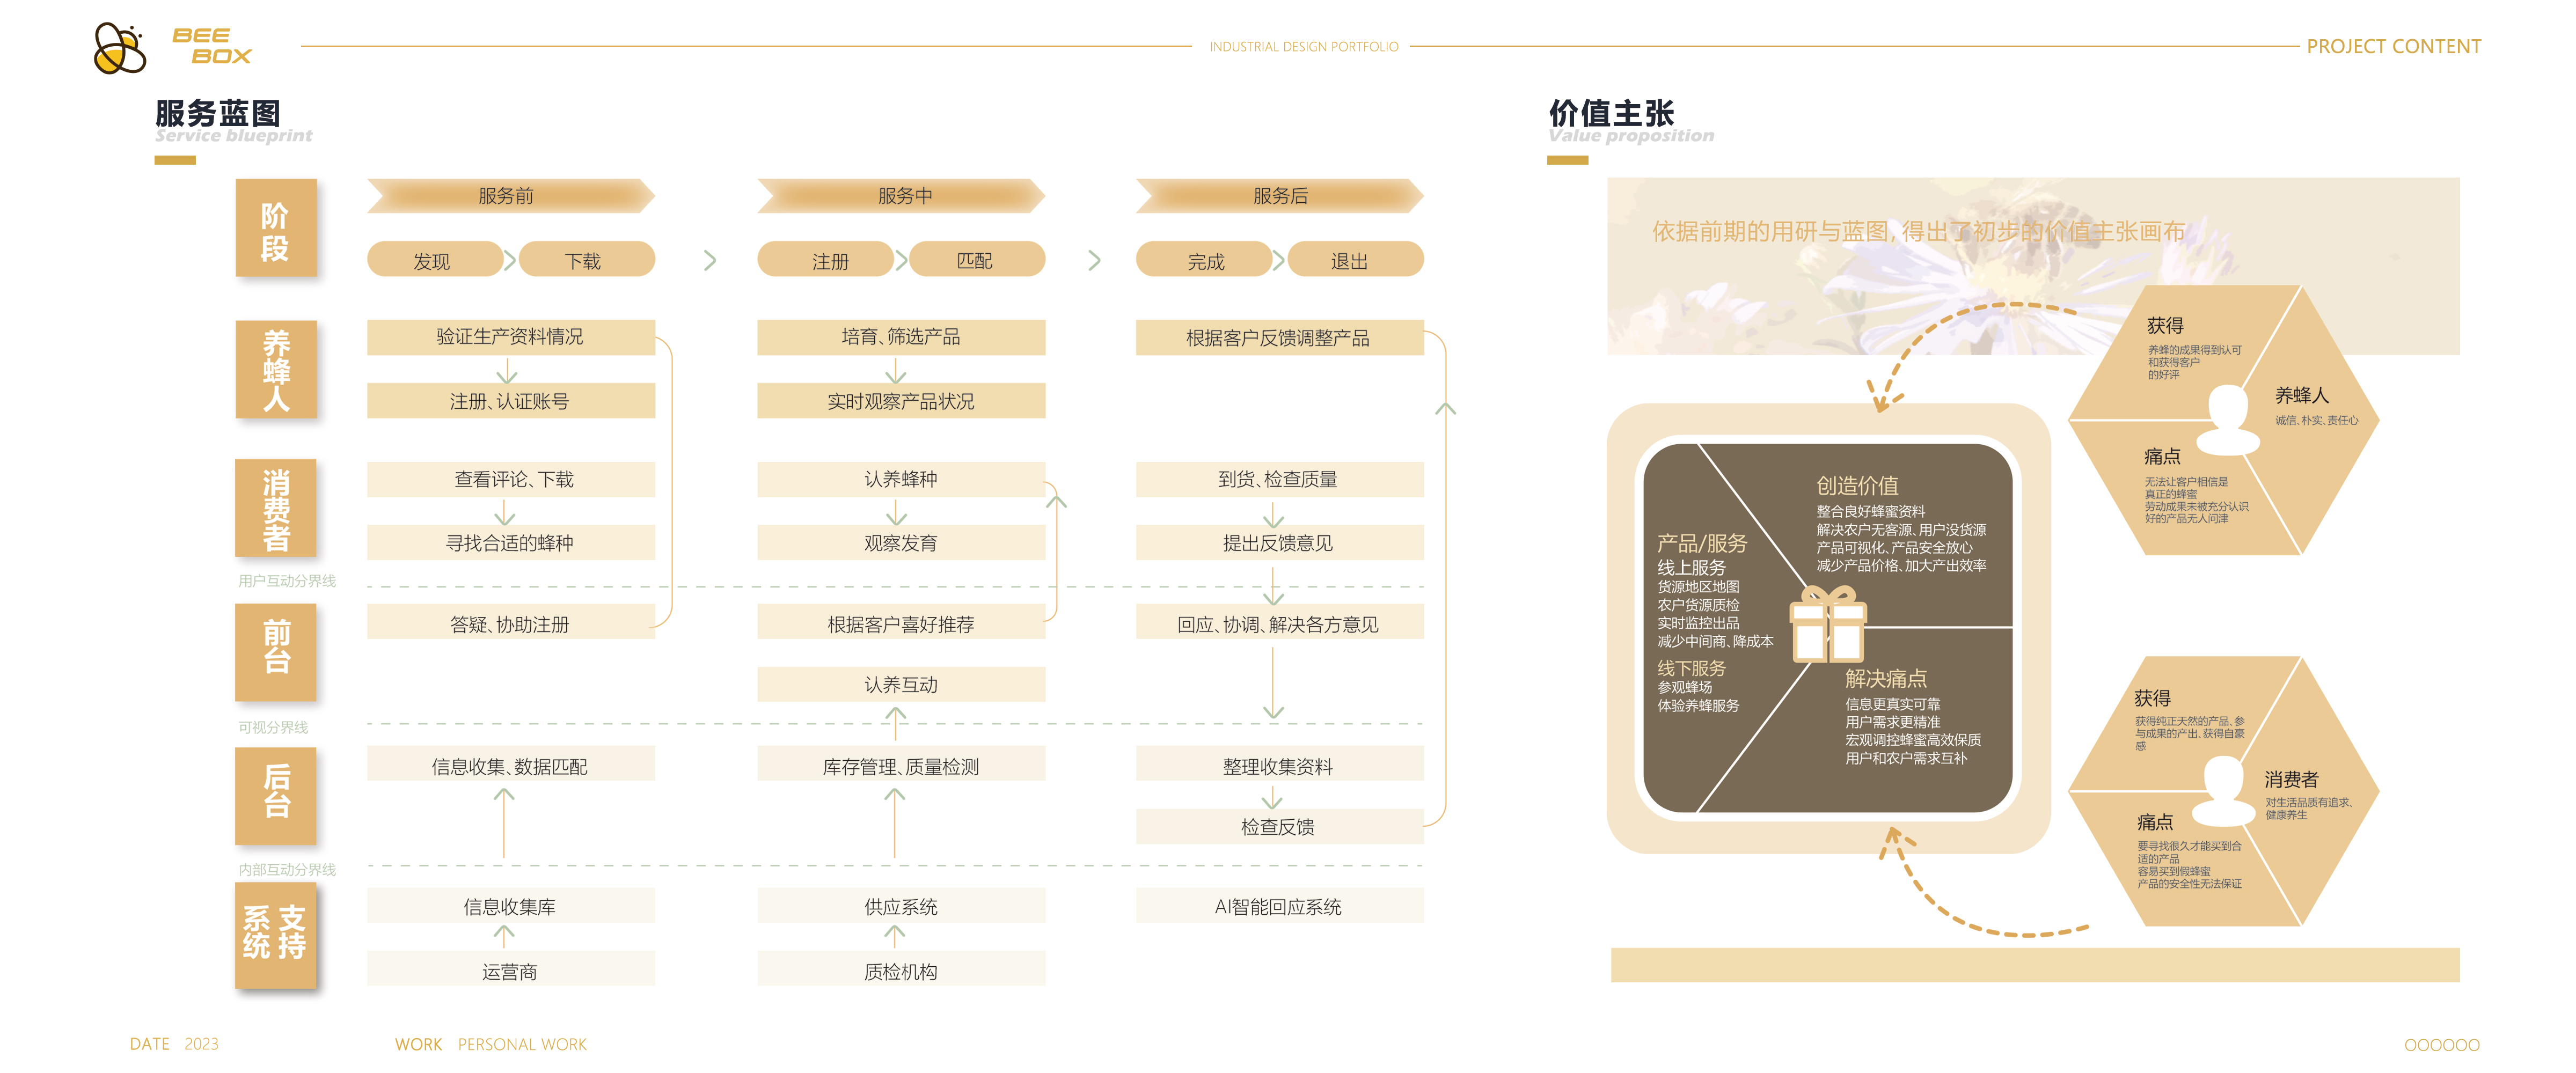 BEE
BOX
INDUSTRIAL DESIGN PORTFOLIO
PROJECT CONTENT
服务蓝图
Service blueprint
阶段
服务前
服务中
服务后
发现
下载
注册
匹配
完成
退出
养蜂人
验证生产资料情况
培育、筛选产品
根据客户反馈调整产品
注册、认证账号
实时观察产品状况
消费者
查看评论、下载
认养蜂种
到货、检查质量
寻找合适的蜂种
观察发育
提出反馈意见
用户互动分界线
前台
答疑、协助注册
根据客户喜好推荐
回应、协调、解决各方意见
认养互动
可视分界线
后台
信息收集、数据匹配
库存管理、质量检测
整理收集资料
检查反馈
内部互动分界线
支持
系统
信息收集库
供应系统
AI智能回应系统
运营商
质检机构
价值主张
Value proposition
依据前期的用研与蓝图，得出了初步的价值主张画布
产品/服务
线上服务
货源地区地图
农户货源质检
实时监控出品
减少中间商、降成本
线下服务
参观蜂场
体验养蜂服务
创造价值
整合良好蜂蜜资料
解决农户无客源、用户没货源
产品可视化、产品安全放心
减少产品价格、加大产出效率
解决痛点
信息更真实可靠
用户需求更精准
宏观调控蜂蜜高效保质
用户和农户需求互补
获得
养蜂的成果得到认可
和获得客户
的好评
养蜂人
诚信、朴实、责任心
痛点
无法让客户相信是
真正的蜂蜜
劳动成果未被充分认识
好的产品无人问津
获得
获得纯正天然的产品、参
与成果的产出、获得自豪
感
消费者
对生活品质有追求、
健康养生
痛点
要寻找很久才能买到合
适的产品
容易买到假蜂蜜
产品的安全性无法保证
DATE 2023
WORK PERSONAL WORK
OOOOOO